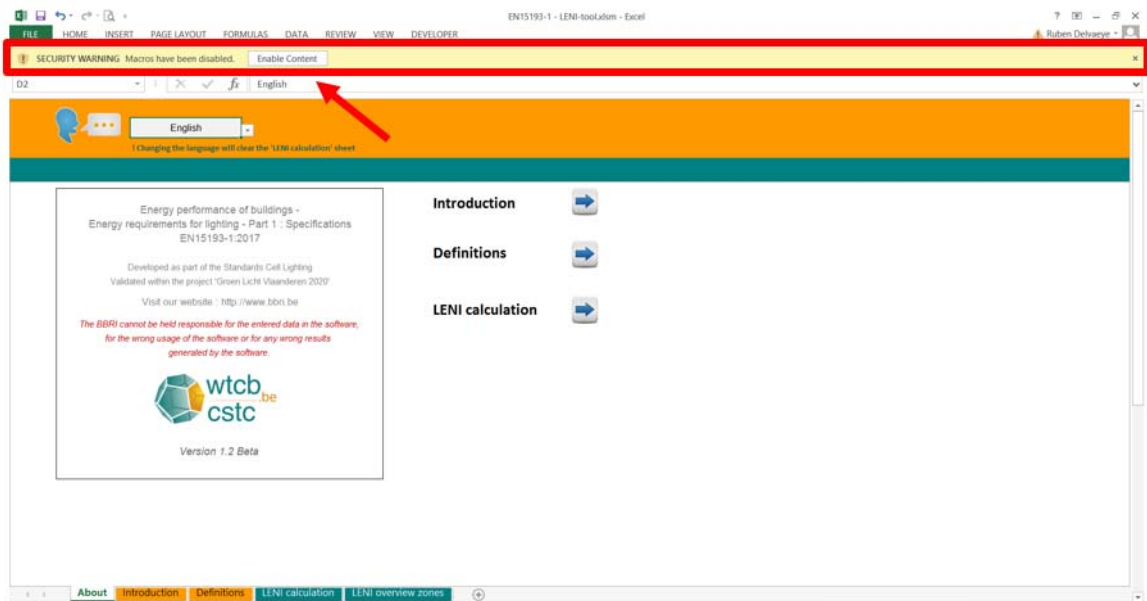 EN15193-1 - LENI-tool.xlsm - Excel
FILE HOME INSERT PAGE LAYOUT FORMULAS DATA REVIEW VIEW DEVELOPER
Ruben Delvaeye
SECURITY WARNING Macros have been disabled. Enable Content
D2 fx English
English
! Changing the language will clear the 'LENI calculation' sheet
Energy performance of buildings -
Energy requirements for lighting - Part 1 : Specifications
EN15193-1:2017
Developed as part of the Standards Cell Lighting
Validated within the project 'Groen Licht Vlaanderen 2020'.
Visit our website : http://www.bbri.be
The BBRI cannot be held responsible for the entered data in the software,
for the wrong usage of the software or for any wrong results
generated by the software.
wtcb
.be
cstc
Version 1.2 Beta
Introduction
Definitions
LENI calculation
About Introduction Definitions LENI calculation LENI overview zones